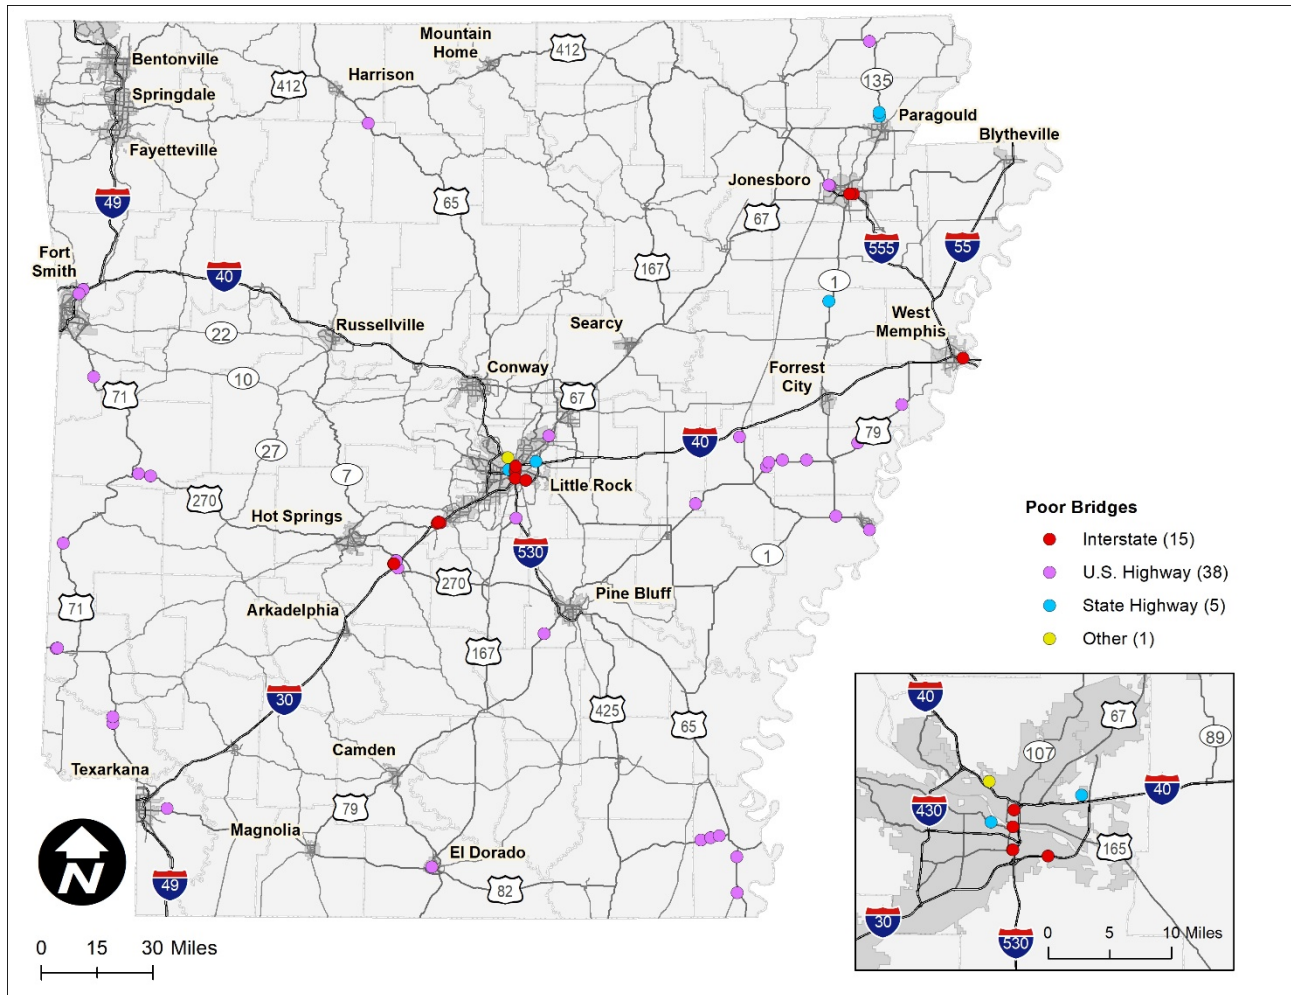 Mountain
Home
412
Bentonville
Harrison
412
Springdale
135
Paragould
Blytheville
Fayetteville
Jonesboro
49
65
67
555
55
Fort
Smith
40
167
1
Russellville
Searcy
West
Memphis
22
Conway
Forrest
City
10
71
67
79
27
40
7
Little Rock
270
Hot Springs
530
1
270
Pine Bluff
71
Arkadelphia
167
30
425
65
Camden
Texarkana
79
Magnolia
El Dorado
49
82
N
0 15 30 Miles
Poor Bridges
Interstate (15)
U.S. Highway (38)
State Highway (5)
Other (1)
40
67
89
107
40
430
165
30
530
0 5 10 Miles